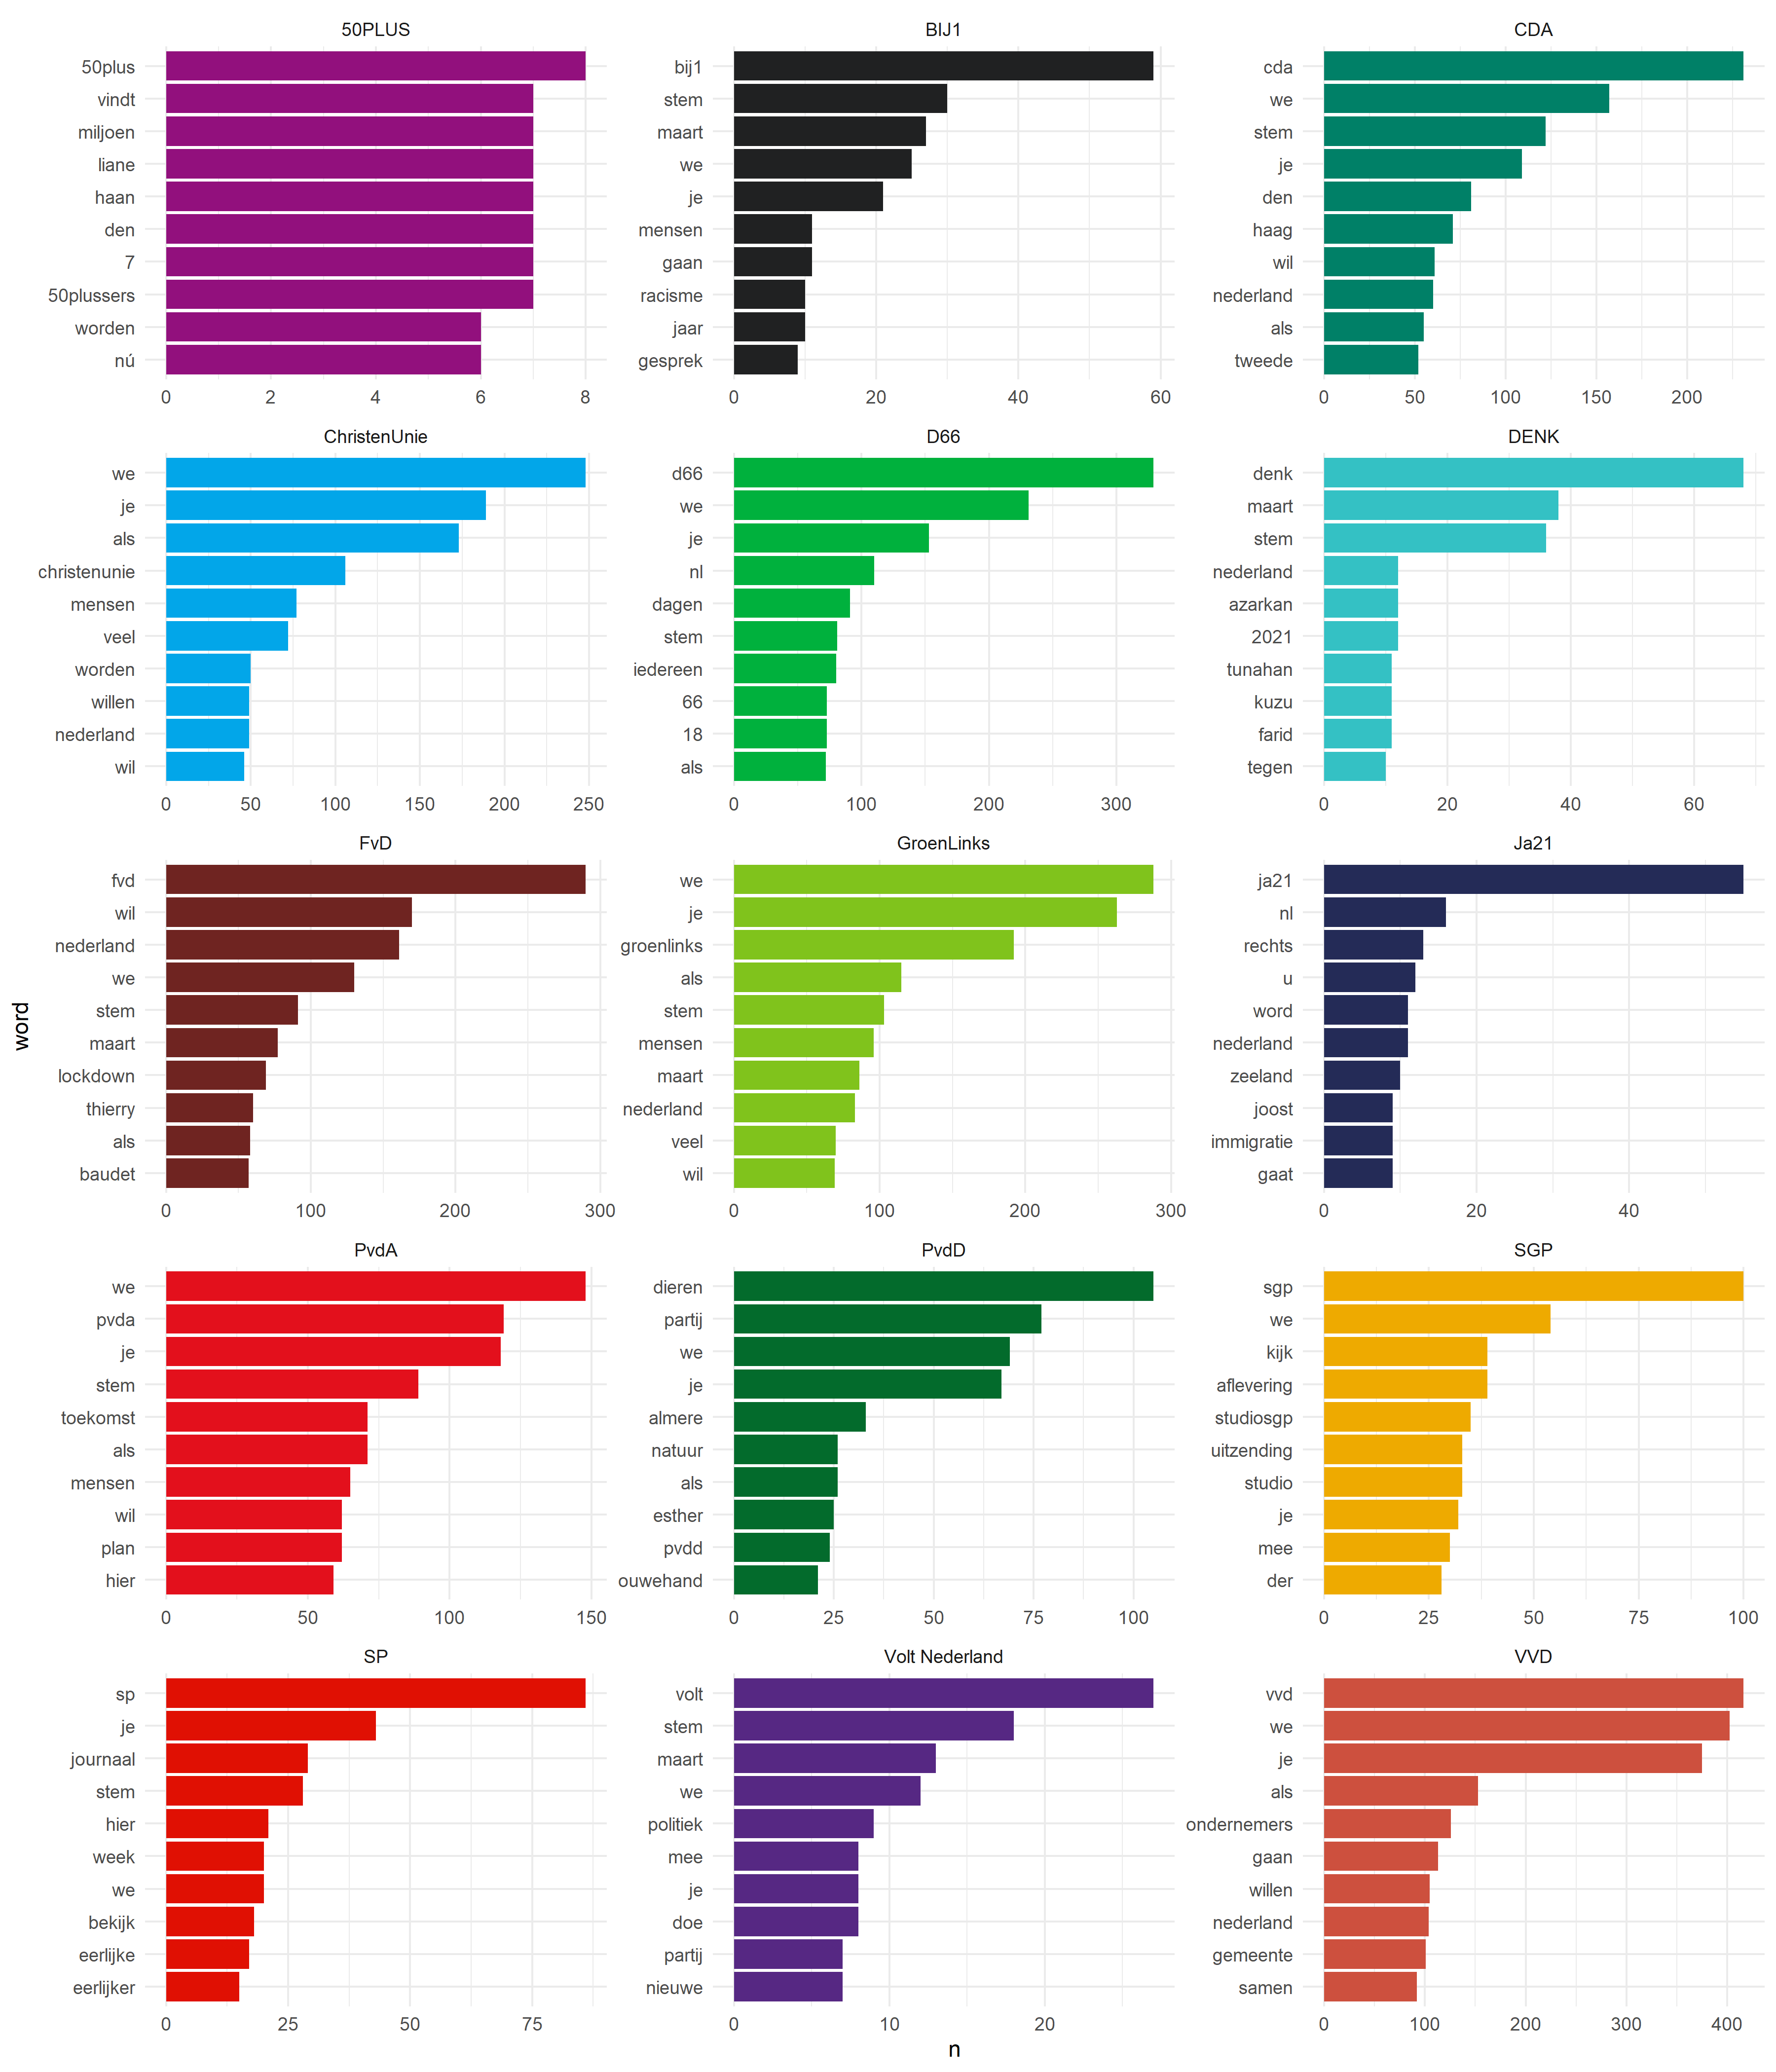 50PLUS
50plus
vindt
miljoen
liane
haan
den
7
50plussers
worden
nú
0 2 4 6 8
BIJ1
bij1
stem
maart
we
je
mensen
gaan
racisme
jaar
gesprek
0 20 40 60
CDA
cda
we
stem
je
den
haag
wil
nederland
als
tweede
0 50 100 150 200
ChristenUnie
we
je
als
christenunie
mensen
veel
worden
willen
nederland
wil
0 50 100 150 200 250
D66
d66
we
je
nl
dagen
stem
iedereen
66
18
als
0 100 200 300
DENK
denk
maart
stem
nederland
azarkan
2021
tunahan
kuzu
farid
tegen
0 20 40 60
FvD
fvd
wil
nederland
we
stem
maart
lockdown
thierry
als
baudet
0 100 200 300
GroenLinks
we
je
groenlinks
als
stem
mensen
maart
nederland
veel
wil
0 100 200 300
Ja21
ja21
nl
rechts
u
word
nederland
zeeland
joost
immigratie
gaat
0 20 40
PvdA
we
pvda
je
stem
toekomst
als
mensen
wil
plan
hier
0 50 100 150
PvdD
dieren
partij
we
je
almere
natuur
als
esther
pvdd
ouwehand
0 25 50 75 100
SGP
sgp
we
kijk
aflevering
studiosgp
uitzending
studio
je
mee
der
0 25 50 75 100
SP
sp
je
journaal
stem
hier
week
we
bekijk
eerlijke
eerlijker
0 25 50 75
Volt Nederland
volt
stem
maart
we
politiek
mee
je
doe
partij
nieuwe
0 10 20
VVD
vvd
we
je
als
ondernemers
gaan
willen
nederland
gemeente
samen
0 100 200 300 400
word
n